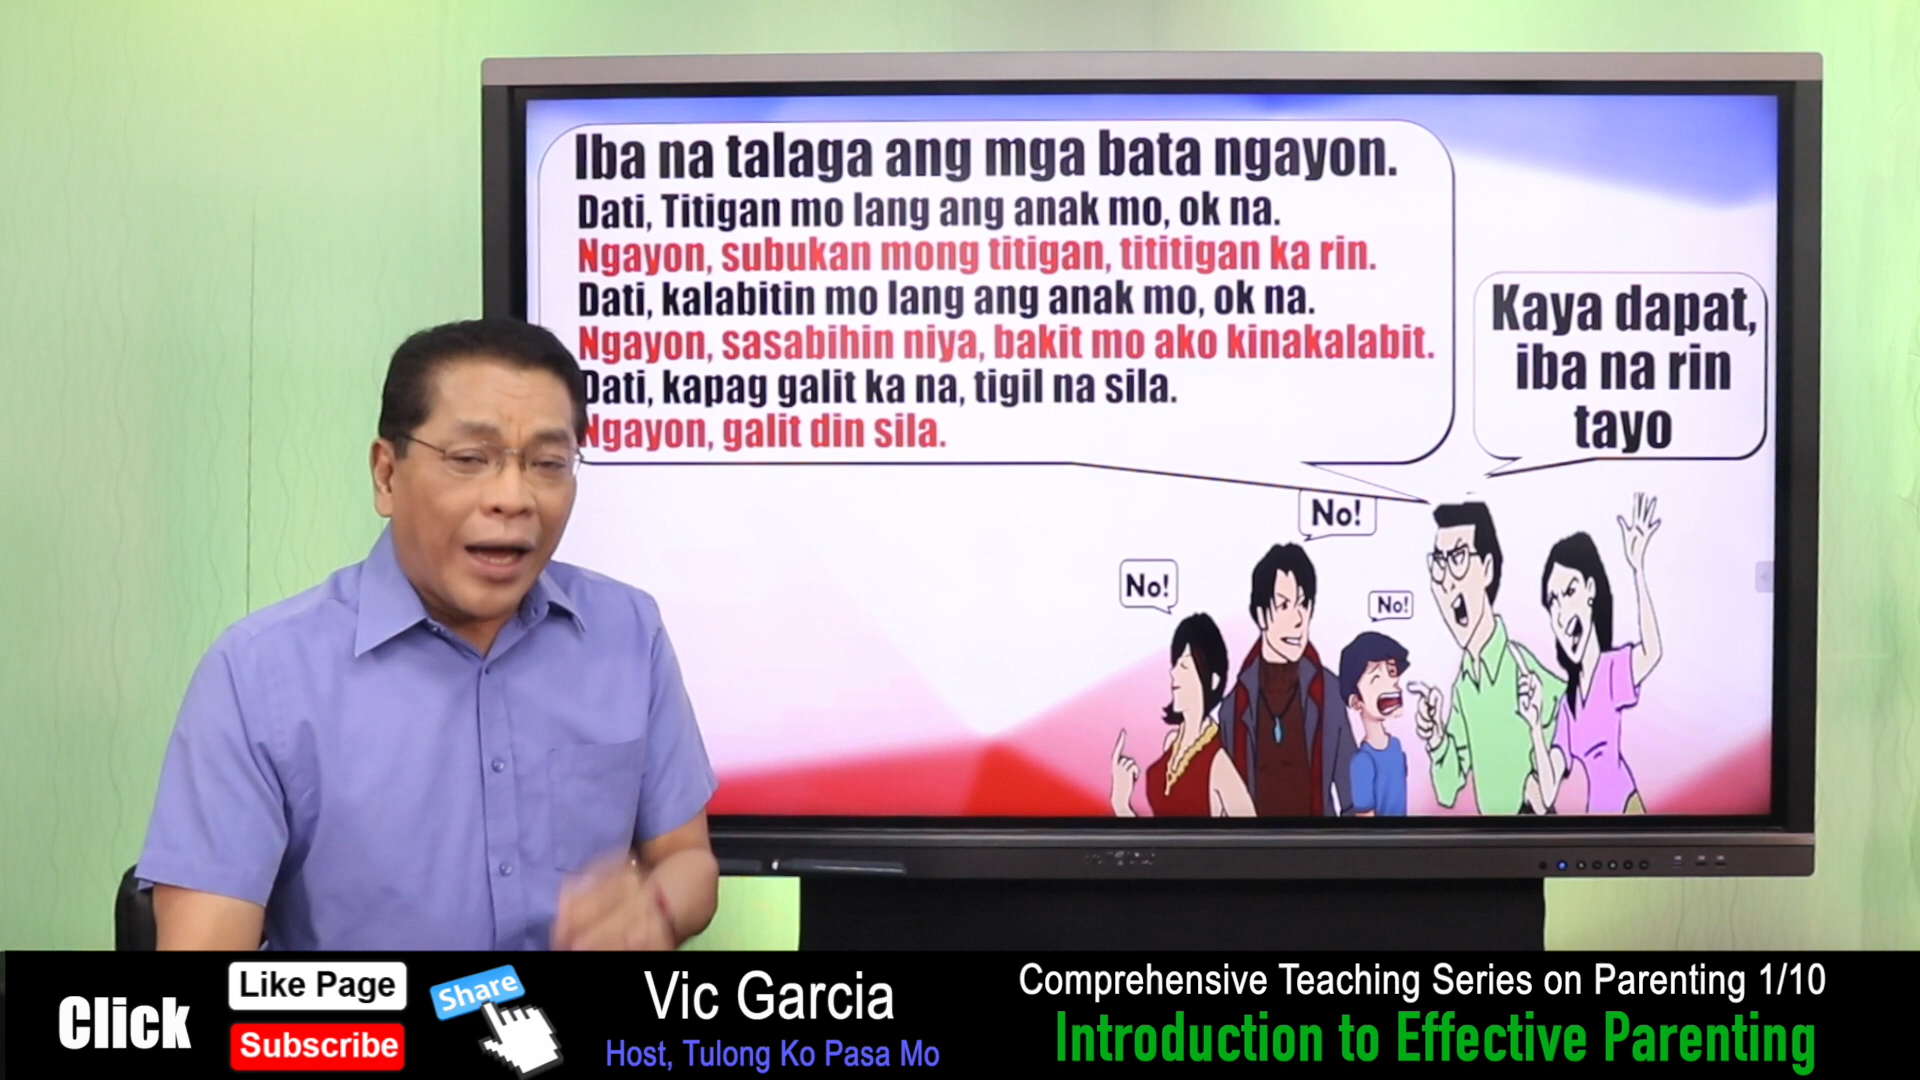 Iba na talaga ang mga bata ngayon.
Dati, Titigan mo lang ang anak mo, ok na.
Ngayon, subukan mong titigan, tititigan ka rin.
Dati, kalabitin mo lang ang anak mo, ok na.
Ngayon, sasabihin niya, bakit mo ako kinakalabit.
Dati, kapag galit ka na, tigil na sila.
Ngayon, galit din sila.
Kaya dapat,
iba na rin
tayo
No!
No!
No!
Click
Like Page
Subscribe
Share
Vic Garcia
Host, Tulong Ko Pasa Mo
Comprehensive Teaching Series on Parenting 1/10
Introduction to Effective Parenting